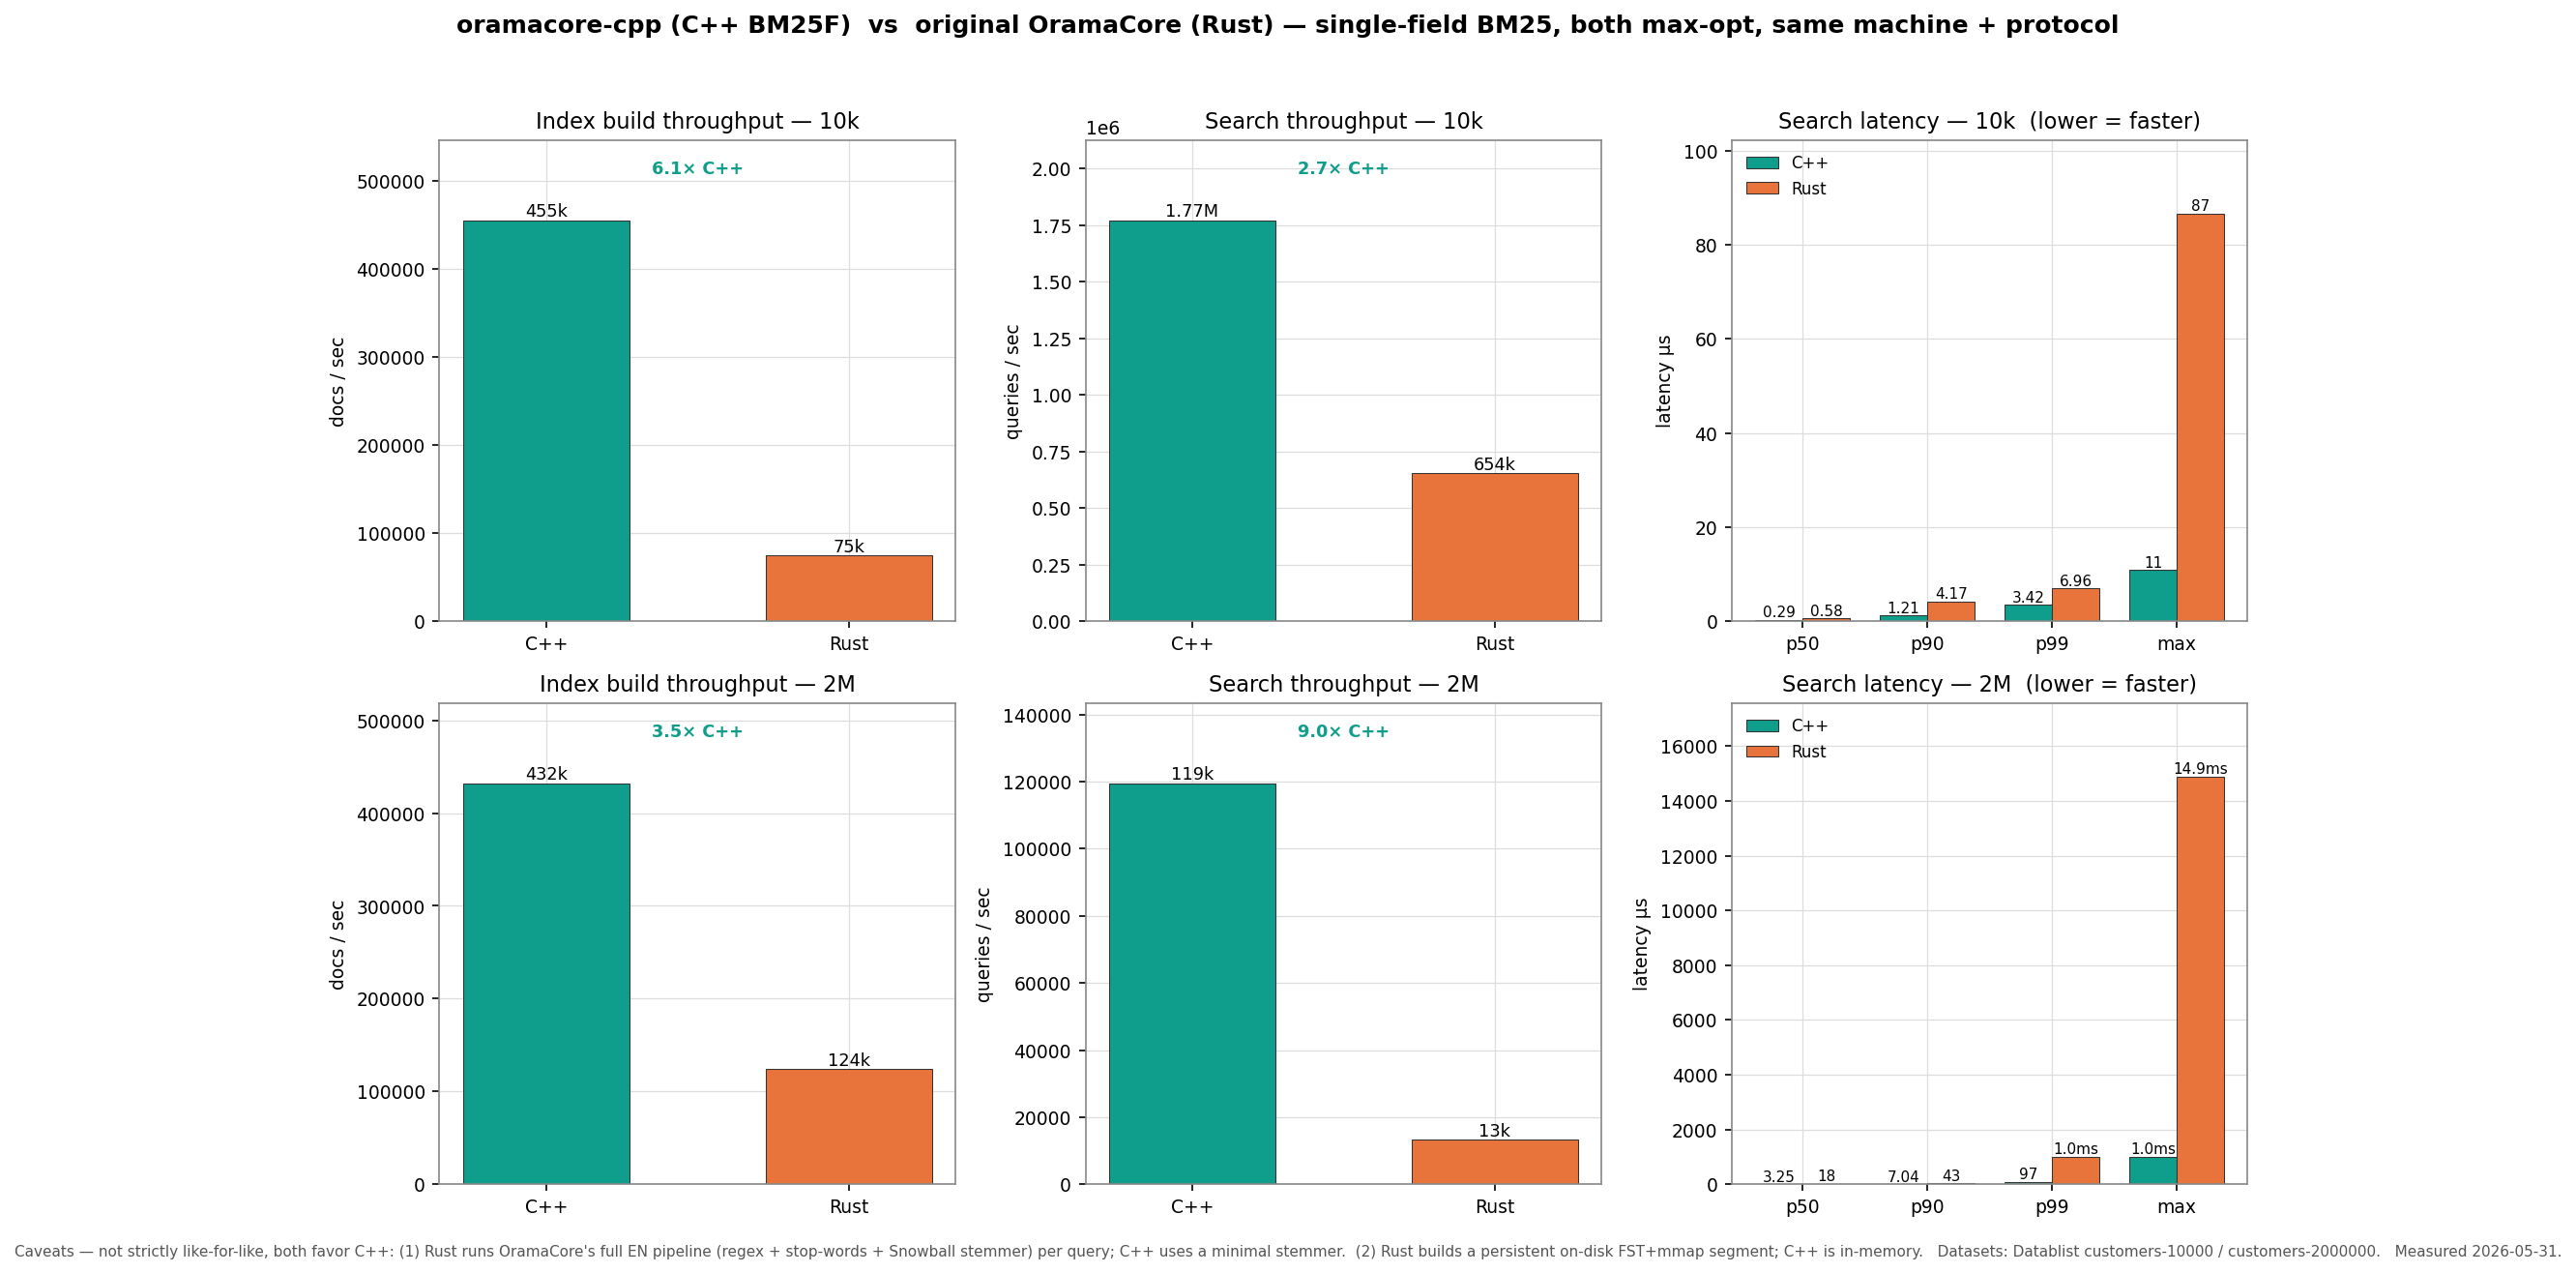 oramacore-cpp (C++ BM25F)  vs  original OramaCore (Rust) — single-field BM25, both max-opt, same machine + protocol
Index build throughput — 10k
docs / sec
500000
400000
300000
200000
100000
0
6.1× C++
455k
75k
C++
Rust
Search throughput — 10k
1e6
queries / sec
2.00
1.75
1.50
1.25
1.00
0.75
0.50
0.25
0.00
2.7× C++
1.77M
654k
C++
Rust
Search latency — 10k  (lower = faster)
latency µs
100
80
60
40
20
0
C++
Rust
0.29 0.58
1.21 4.17
3.42 6.96
11 87
p50
p90
p99
max
Index build throughput — 2M
docs / sec
500000
400000
300000
200000
100000
0
3.5× C++
432k
124k
C++
Rust
Search throughput — 2M
queries / sec
140000
120000
100000
80000
60000
40000
20000
0
9.0× C++
119k
13k
C++
Rust
Search latency — 2M  (lower = faster)
latency µs
16000
14000
12000
10000
8000
6000
4000
2000
0
C++
Rust
3.25 18
7.04 43
97 1.0ms
1.0ms 14.9ms
p50
p90
p99
max
Caveats — not strictly like-for-like, both favor C++: (1) Rust runs OramaCore's full EN pipeline (regex + stop-words + Snowball stemmer) per query; C++ uses a minimal stemmer.  (2) Rust builds a persistent on-disk FST+mmap segment; C++ is in-memory.   Datasets: Datablist customers-10000 / customers-2000000.   Measured 2026-05-31.